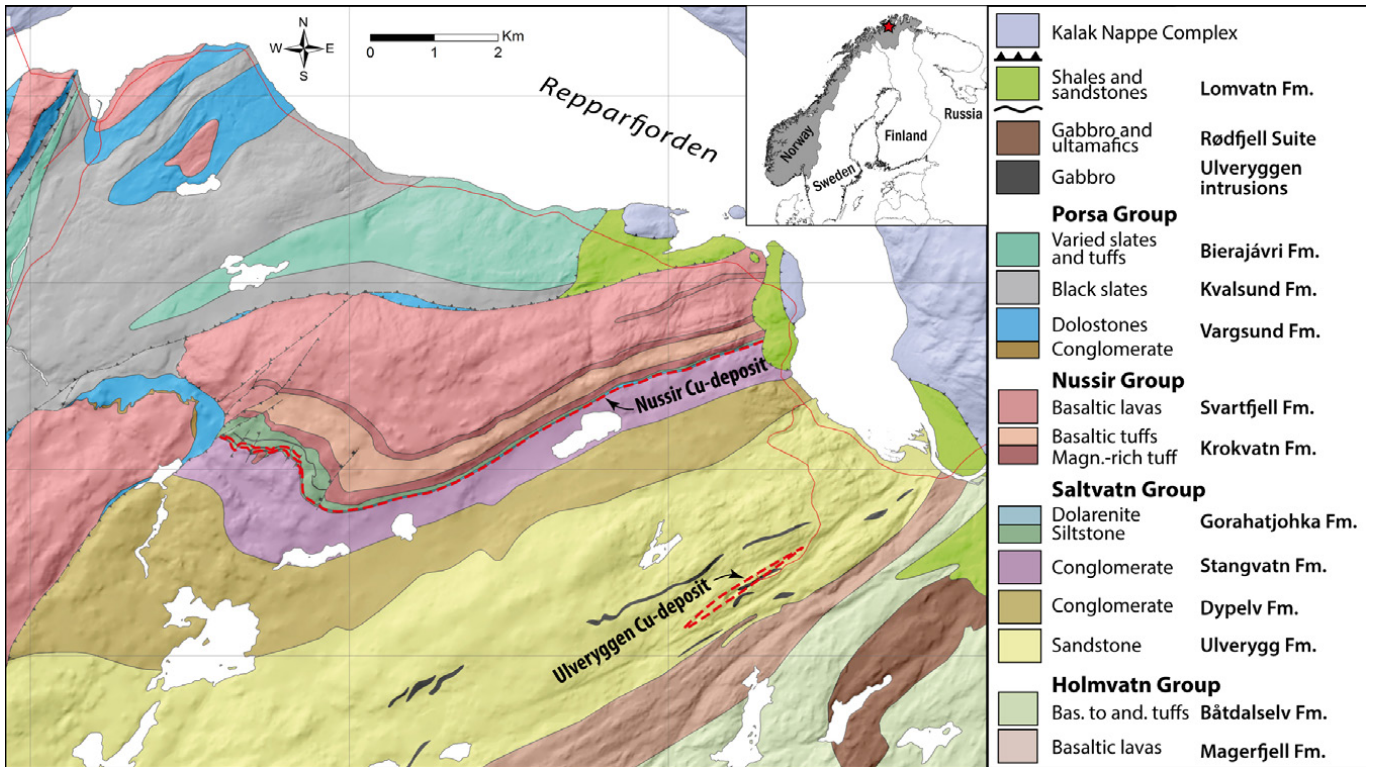 N
W E
S
Km
0 1 2
Repparfjorden
Norway
Sweden
Finland
Russia
Nussir Cu-deposit
Ulveryggen Cu-deposit
Kalak Nappe Complex
Shales and
sandstones
Lomvatn Fm.
Gabbro and
ultamafics
Rødfjell Suite
Gabbro
Ulveryggen
intrusions
Porsa Group
Varied slates
and tuffs
Bierajávri Fm.
Black slates
Kvalsund Fm.
Dolostones
Conglomerate
Vargsund Fm.
Nussir Group
Basaltic lavas
Svartfjell Fm.
Basaltic tuffs
Magn.-rich tuff
Krokvatn Fm.
Saltvatn Group
Dolarenite
Siltstone
Gorahatjohka Fm.
Conglomerate
Stangvatn Fm.
Conglomerate
Dypelv Fm.
Sandstone
Ulverygg Fm.
Holmvatn Group
Bas. to and. tuffs
Båtdalselv Fm.
Basaltic lavas
Magerfjell Fm.